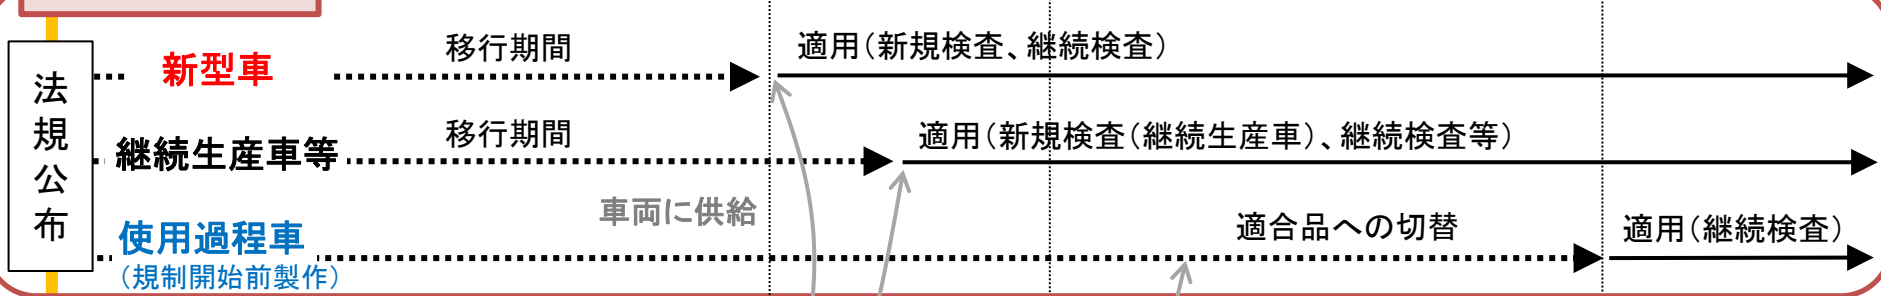 法規公布
新型車
移行期間
適用(新規検査、継続検査)
継続生産車等
移行期間
適用(新規検査(継続生産車)、継続検査等)
車両に供給
使用過程車
(規制開始前製作)
適合品への切替
適用(継続検査)